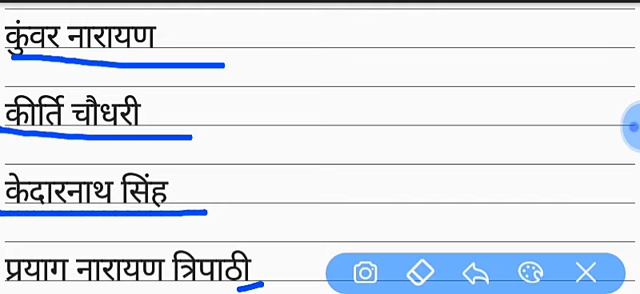 कुंवर नारायण
कीर्ति चौधरी
केदारनाथ सिंह
प्रयाग नारायण त्रिपाठी